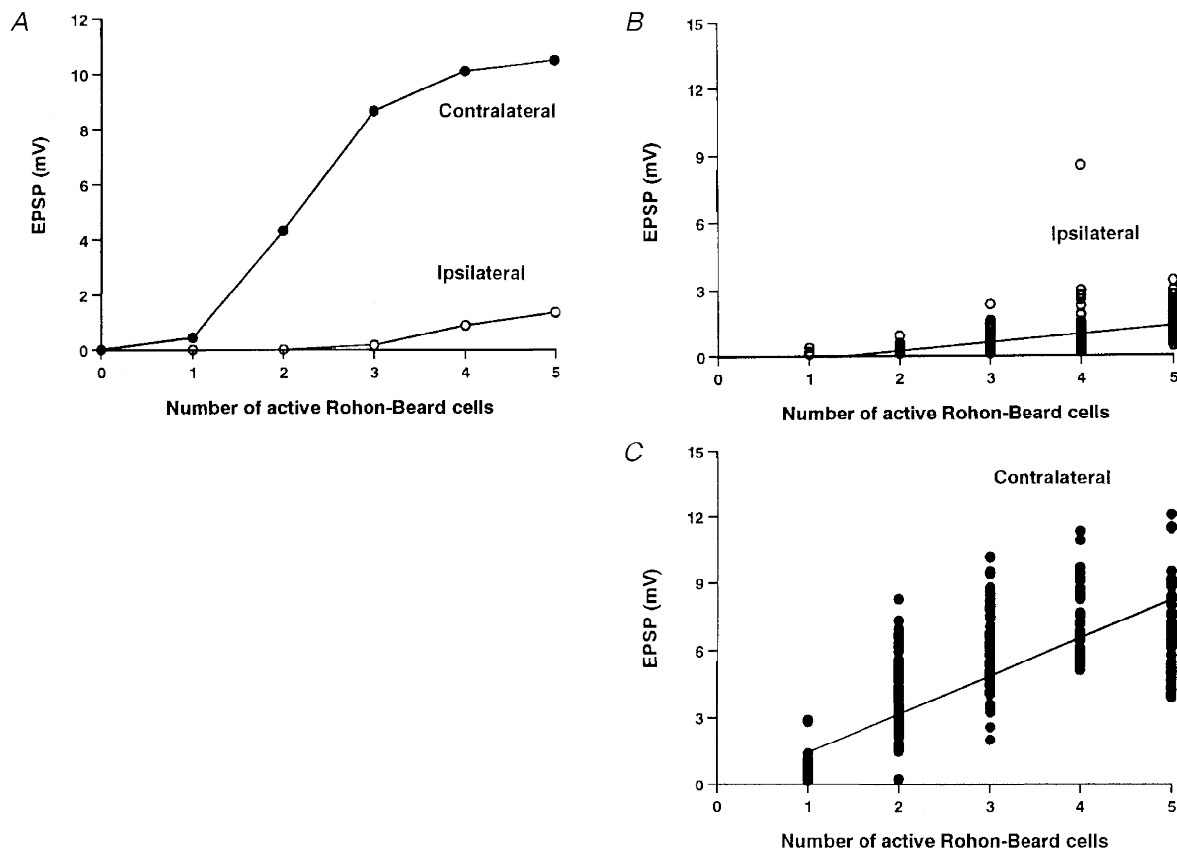 A
12
10
8
6
4
2
0
EPSP (mV)
Contralateral
Ipsilateral
0 1 2 3 4 5
Number of active Rohon-Beard cells
B
15
12
9
6
3
0
EPSP (mV)
Ipsilateral
0 1 2 3 4 5
Number of active Rohon-Beard cells
C
15
12
9
6
3
0
EPSP (mV)
Contralateral
0 1 2 3 4 5
Number of active Rohon-Beard cells